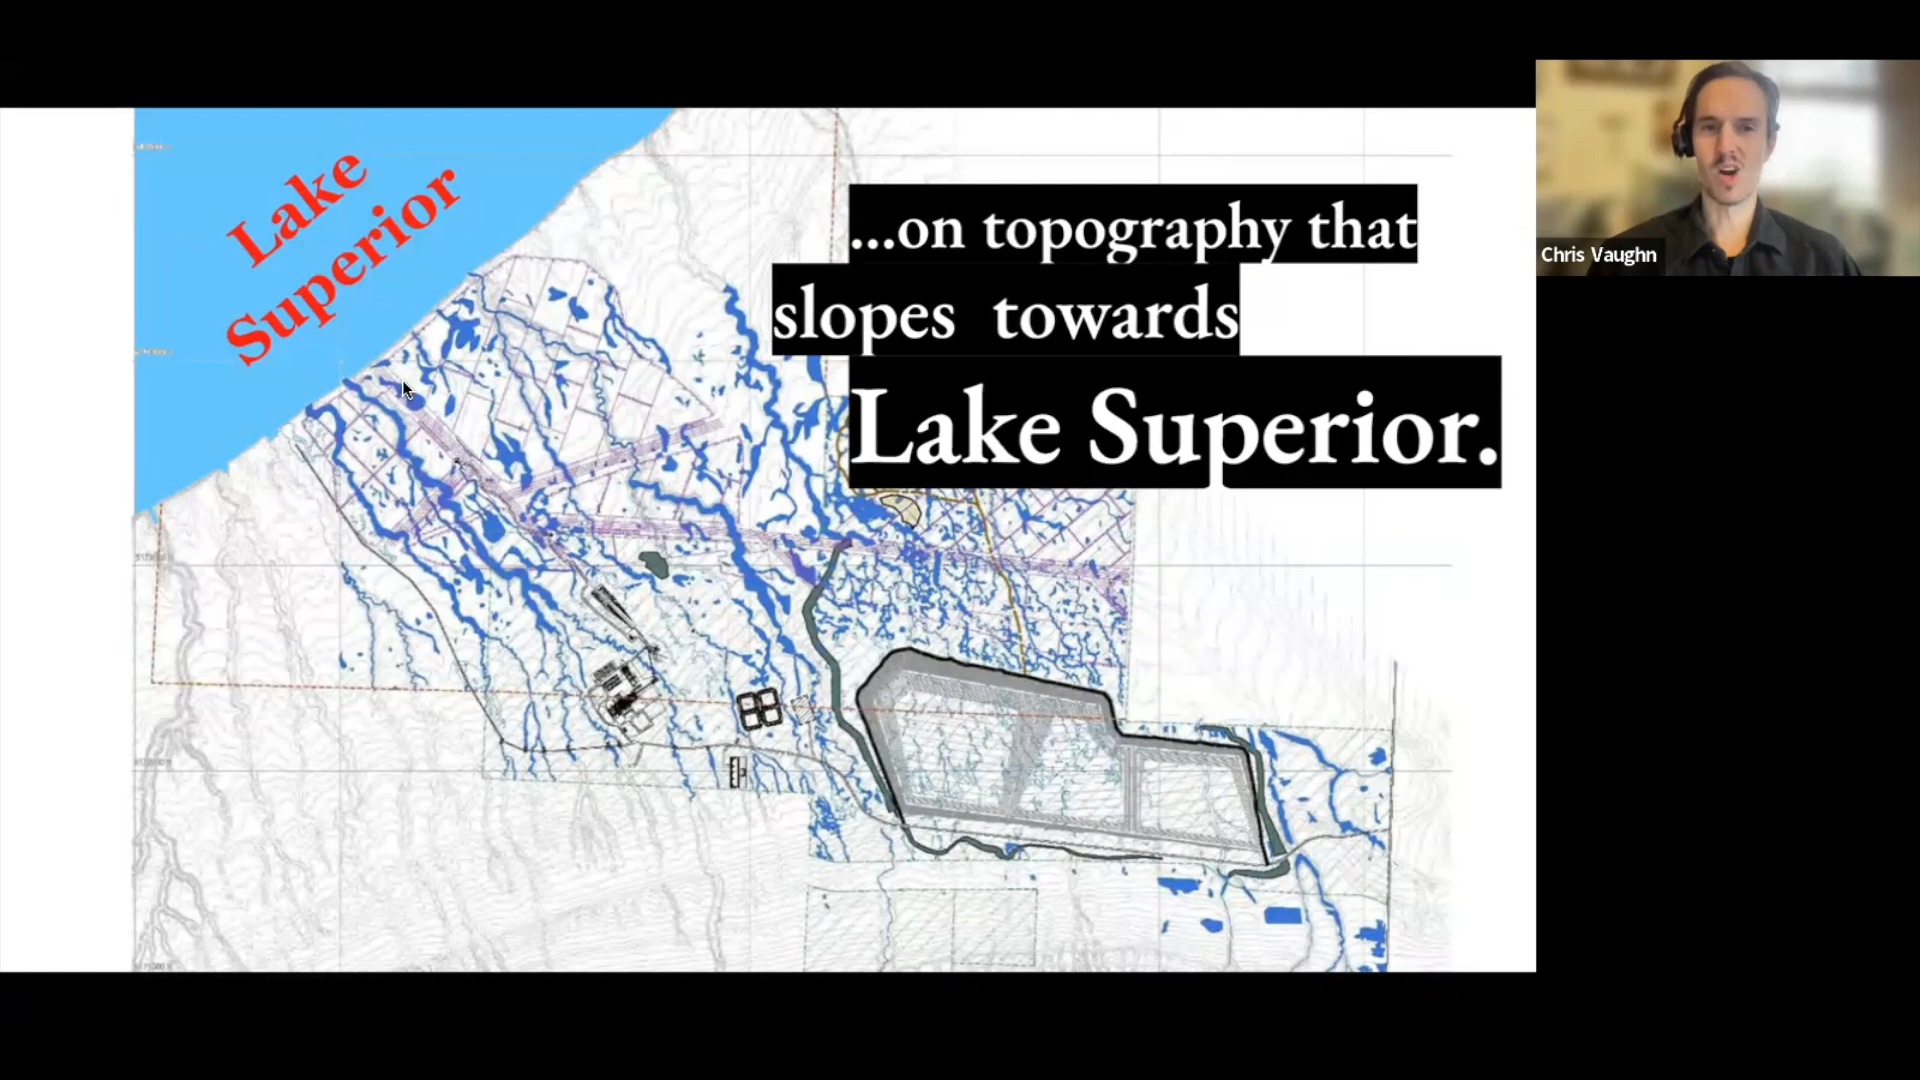 Lake
Superior
...on topography that
slopes towards
Lake Superior.
Chris Vaughn